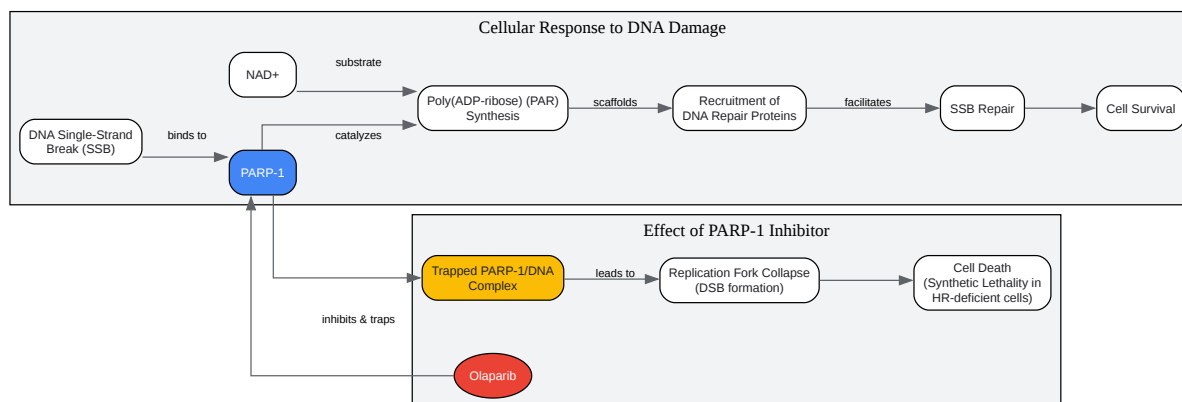 Cellular Response to DNA Damage
NAD+
substrate
Poly(ADP-ribose) (PAR)
Synthesis
scaffolds
Recruitment of
DNA Repair Proteins
facilitates
SSB Repair
Cell Survival
DNA Single-Strand
Break (SSB)
binds to
catalyzes
PARP-1
Effect of PARP-1 Inhibitor
Trapped PARP-1/DNA
Complex
leads to
Replication Fork Collapse
(DSB formation)
Cell Death
(Synthetic Lethality in
HR-deficient cells)
inhibits & traps
Olaparib